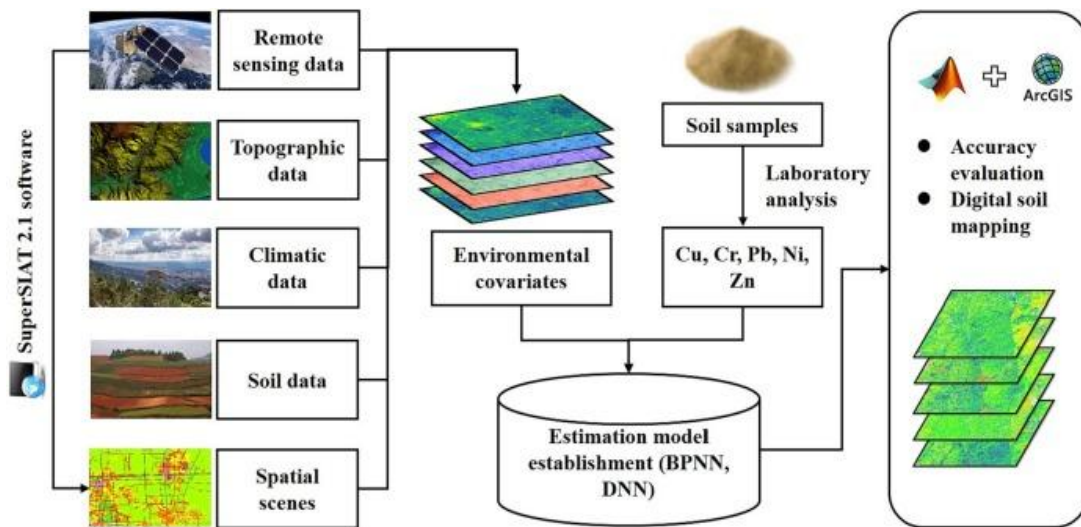 SuperSIAT 2.1 software
Remote
sensing data
Topographic
data
Climatic
data
Soil data
Spatial
scenes
Environmental
covariates
Soil samples
Laboratory
analysis
Cu, Cr, Pb, Ni,
Zn
Estimation model
establishment (BPNN,
DNN)
ArcGIS
Accuracy
evaluation
Digital soil
mapping